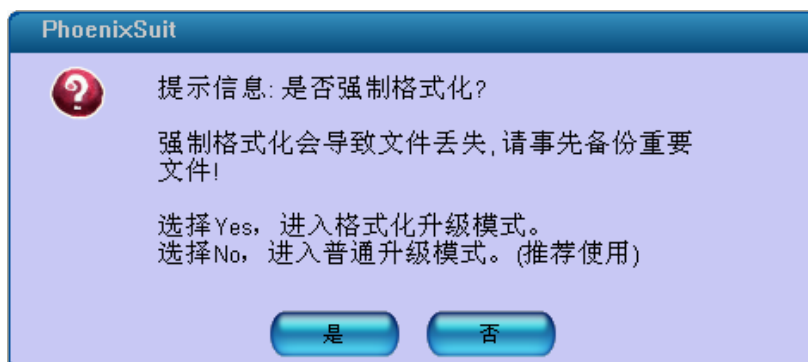 PhoenixSuit
提示信息: 是否强制格式化?
强制格式化会导致文件丢失,请事先备份重要
文件!
选择Yes，进入格式化升级模式。
选择No，进入普通升级模式。(推荐使用)
是 否